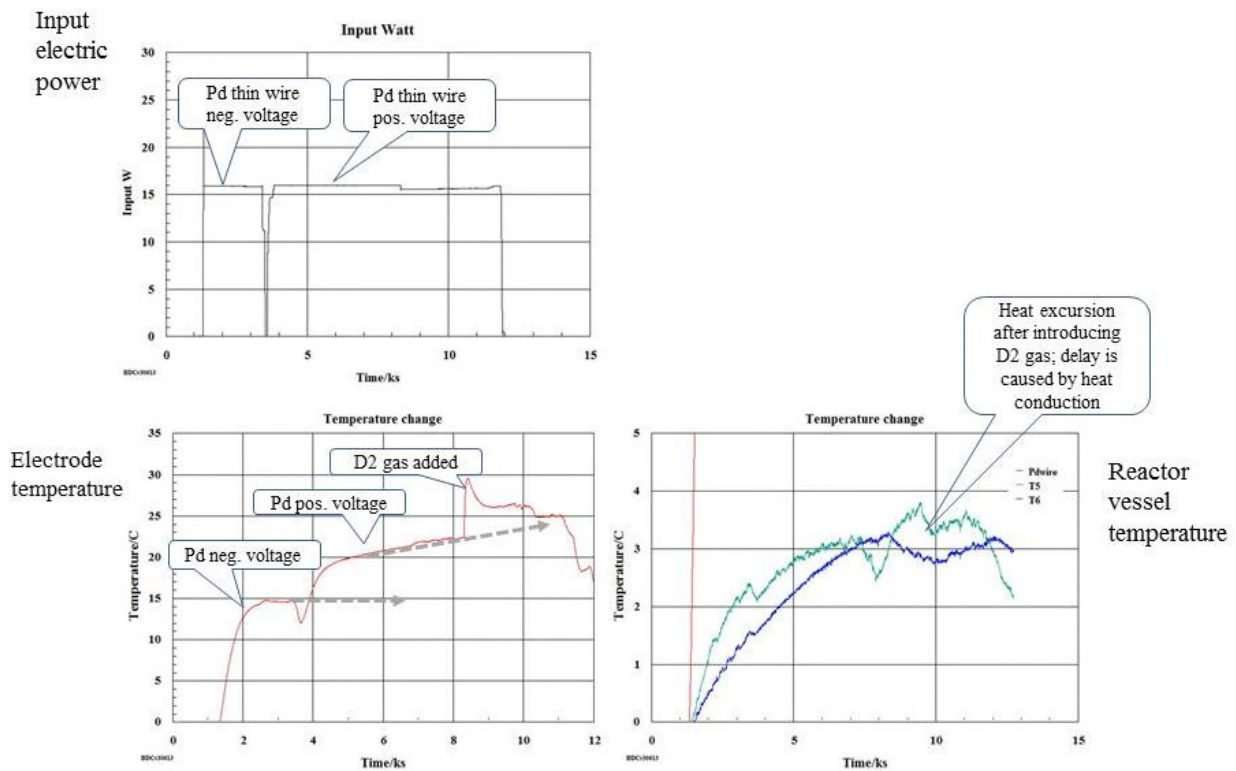 Input
electric
power
Input Watt
30
25
20
15
10
5
0
Input W
Pd thin wire
neg. voltage
Pd thin wire
pos. voltage
0
5
10
15
Time/ks
Electrode
temperature
Temperature change
35
30
25
20
15
10
5
0
Temperature/C
D2 gas added
Pd pos. voltage
Pd neg. voltage
0
2
4
6
8
10
12
Time/ks
Heat excursion
after introducing
D2 gas; delay is
caused by heat
conduction
Temperature change
5
4
3
2
1
0
Temperature/C
Pdwire
T5
T6
0
5
10
15
Time/ks
Reactor
vessel
temperature